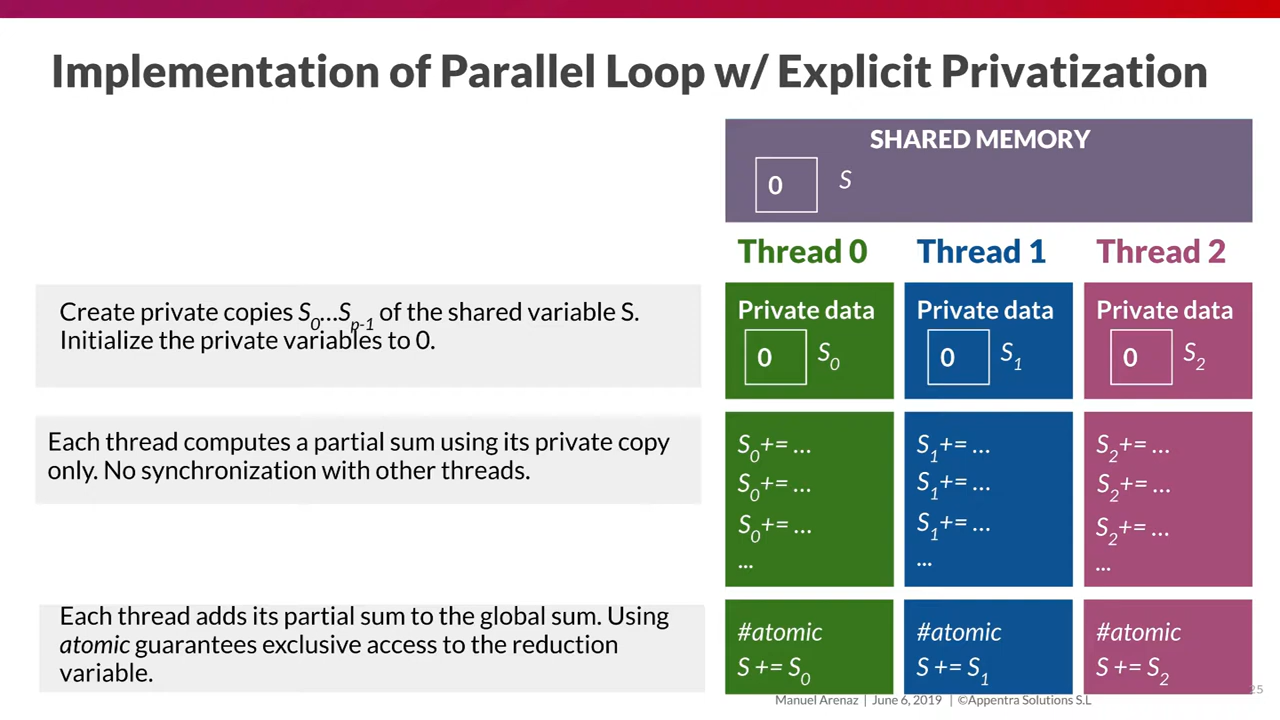 Implementation of Parallel Loop w/ Explicit Privatization
SHARED MEMORY
0 S
Thread 0 Thread 1 Thread 2
Create private copies S0...Sp-1 of the shared variable S.
Initialize the private variables to 0.
Private data Private data Private data
0 S0 0 S1 0 S2
Each thread computes a partial sum using its private copy
only. No synchronization with other threads.
S0+= ... S1+= ... S2+= ...
S0+= ... S1+= ... S2+= ...
S0+= ... S1+= ... S2+= ...
... ... ...
Each thread adds its partial sum to the global sum. Using
atomic guarantees exclusive access to the reduction
variable.
#atomic #atomic #atomic
S += S0 S += S1 S += S2
Manuel Arenaz | June 6, 2019 | ©Appentra Solutions S.L
25